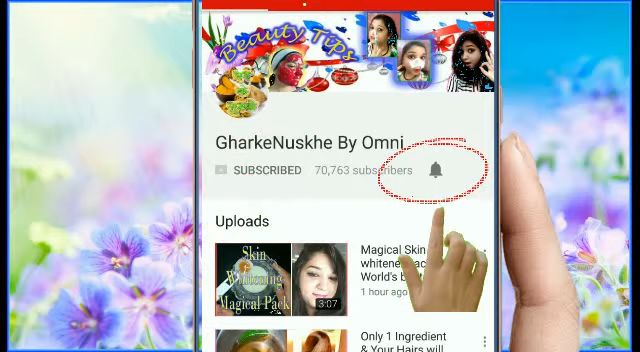 Beauty Tips
GharkeNuskhe By Omni
SUBSCRIBED 70,763 subscribers
Uploads
Skin
Whitening
Magical Pack
3:07
Magical Skin
World's
1 hour ago
Only 1 Ingredient
& Your Hairs will